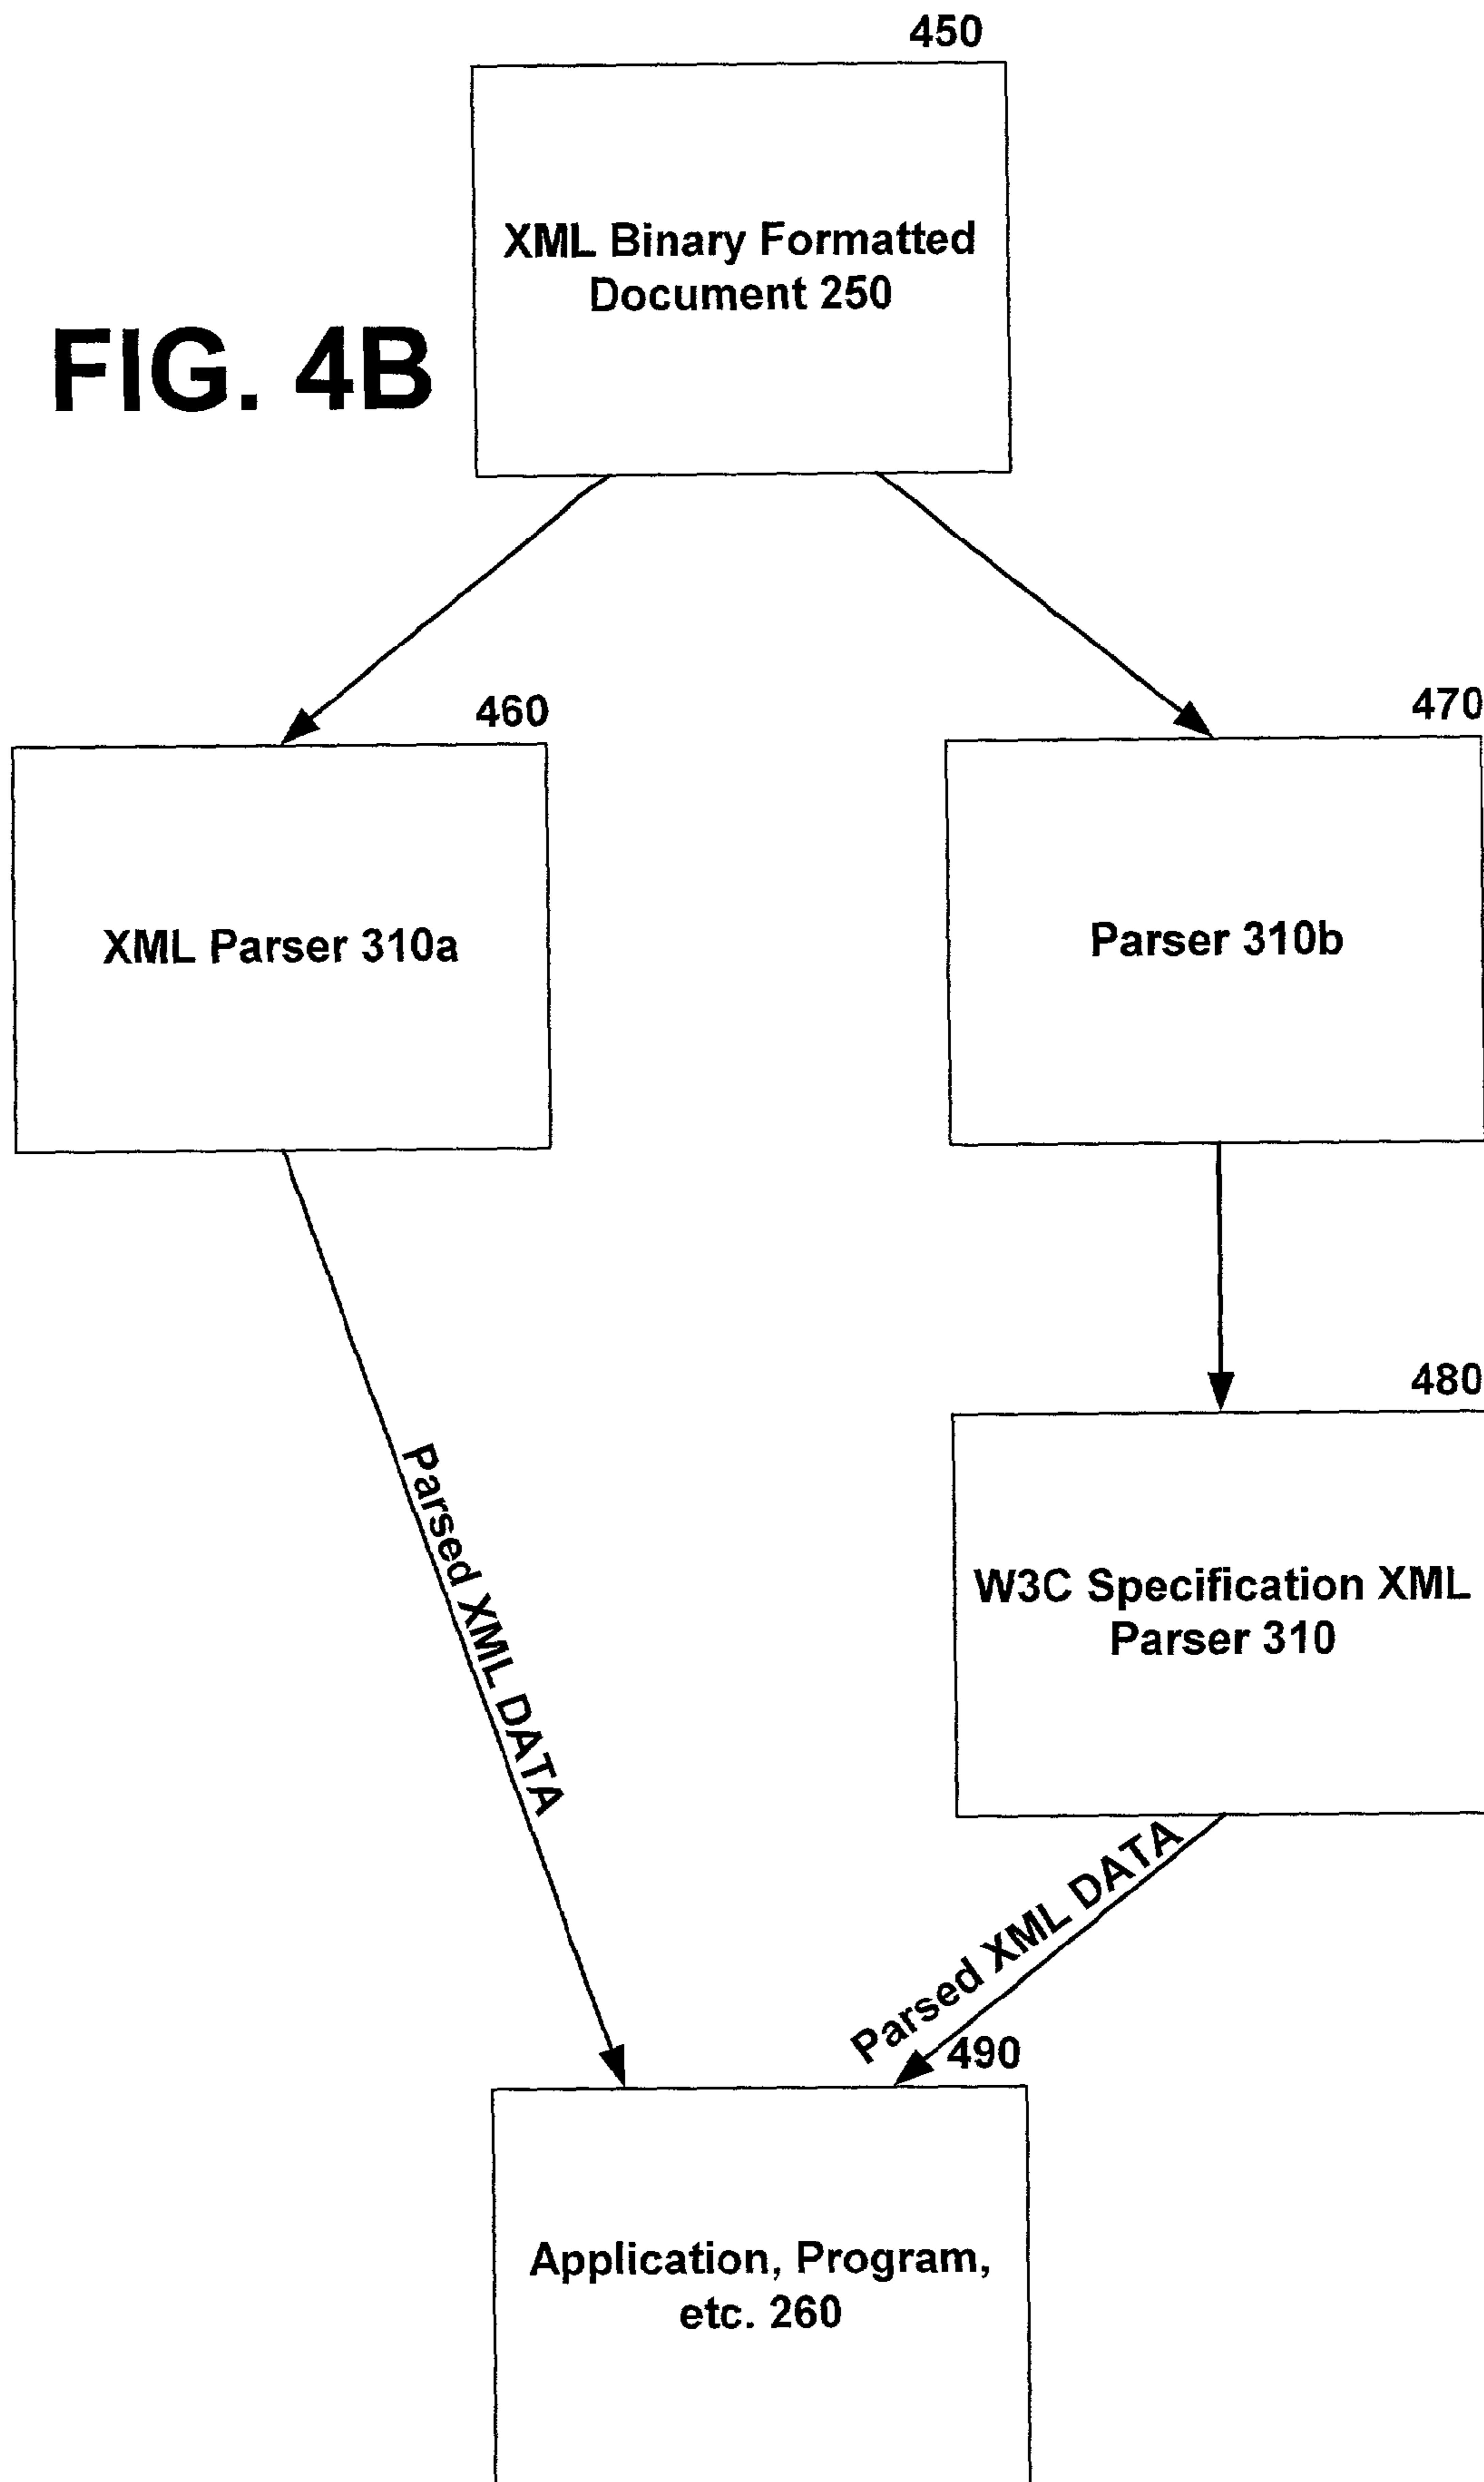 450
XML Binary Formatted
Document 250
FIG. 4B
460
470
XML Parser 310a
Parser 310b
480
Parsed XML DATA
W3C Specification XML
Parser 310
Parsed XML DATA
490
Application, Program,
etc. 260